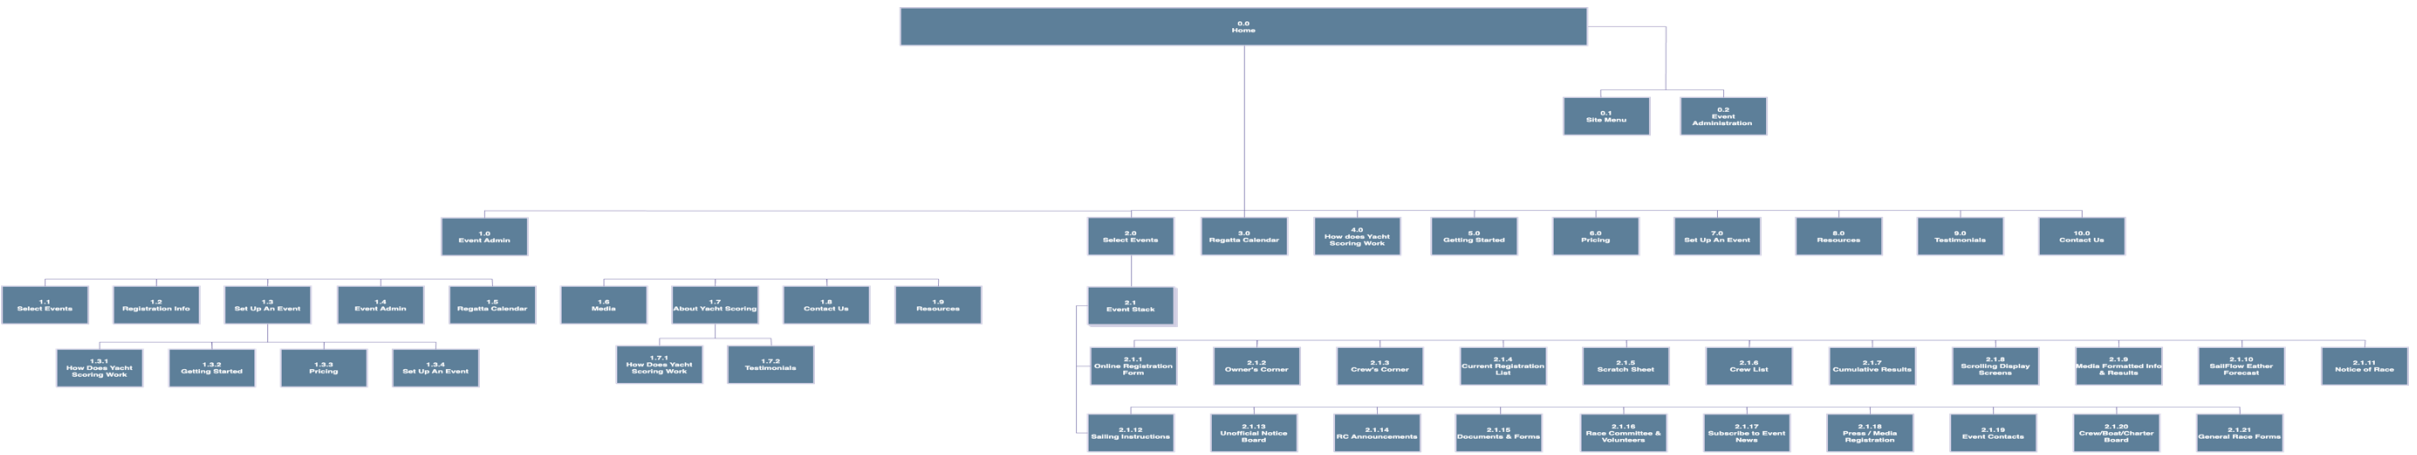 0.0
Home
0.1
Site Menu
0.2
Event
Administration
1.0
Event Admin
2.0
Select Events
3.0
Regatta Calendar
4.0
How does Yacht
Scoring Work
5.0
Getting Started
6.0
Pricing
7.0
Set Up An Event
8.0
Resources
9.0
Testimonials
10.0
Contact Us
1.1
Select Events
1.2
Registration Info
1.3
Set Up An Event
1.4
Event Admin
1.5
Regatta Calendar
1.6
Media
1.7
About Yacht Scoring
1.8
Contact Us
1.9
Resources
2.1
Event Stack
1.3.1
How Does Yacht
Scoring Work
1.3.2
Getting Started
1.3.3
Pricing
1.3.4
Set Up An Event
1.7.1
How Does Yacht
Scoring Work
1.7.2
Testimonials
2.1.1
Online Registration
Form
2.1.2
Owner's Corner
2.1.3
Crew's Corner
2.1.4
Current Registration
List
2.1.5
Scratch Sheet
2.1.6
Crew List
2.1.7
Cumulative Results
2.1.8
Scrolling Display
Screens
2.1.9
Media Formatted Info
& Results
2.1.10
SailFlow Eather
Forecast
2.1.11
Notice of Race
2.1.12
Sailing Instructions
2.1.13
Unofficial Notice
Board
2.1.14
RC Announcements
2.1.15
Documents & Forms
2.1.16
Race Committee &
Volunteers
2.1.17
Subscribe to Event
News
2.1.18
Press / Media
Registration
2.1.19
Event Contacts
2.1.20
Crew/Boat/Charter
Board
2.1.21
General Race Forms